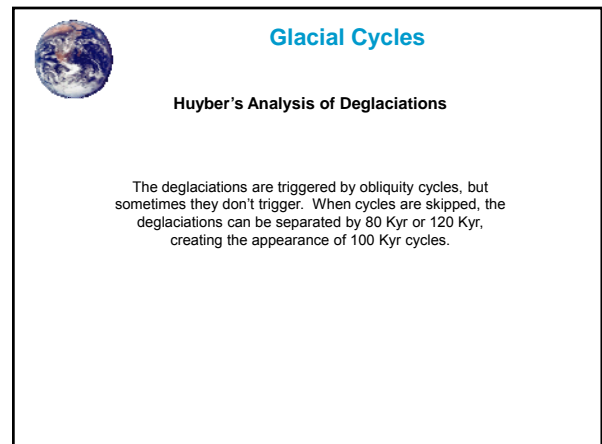 Glacial Cycles
Huyber's Analysis of Deglaciations
The deglaciations are triggered by obliquity cycles, but
sometimes they don't trigger.  When cycles are skipped, the
deglaciations can be separated by 80 Kyr or 120 Kyr,
creating the appearance of 100 Kyr cycles.